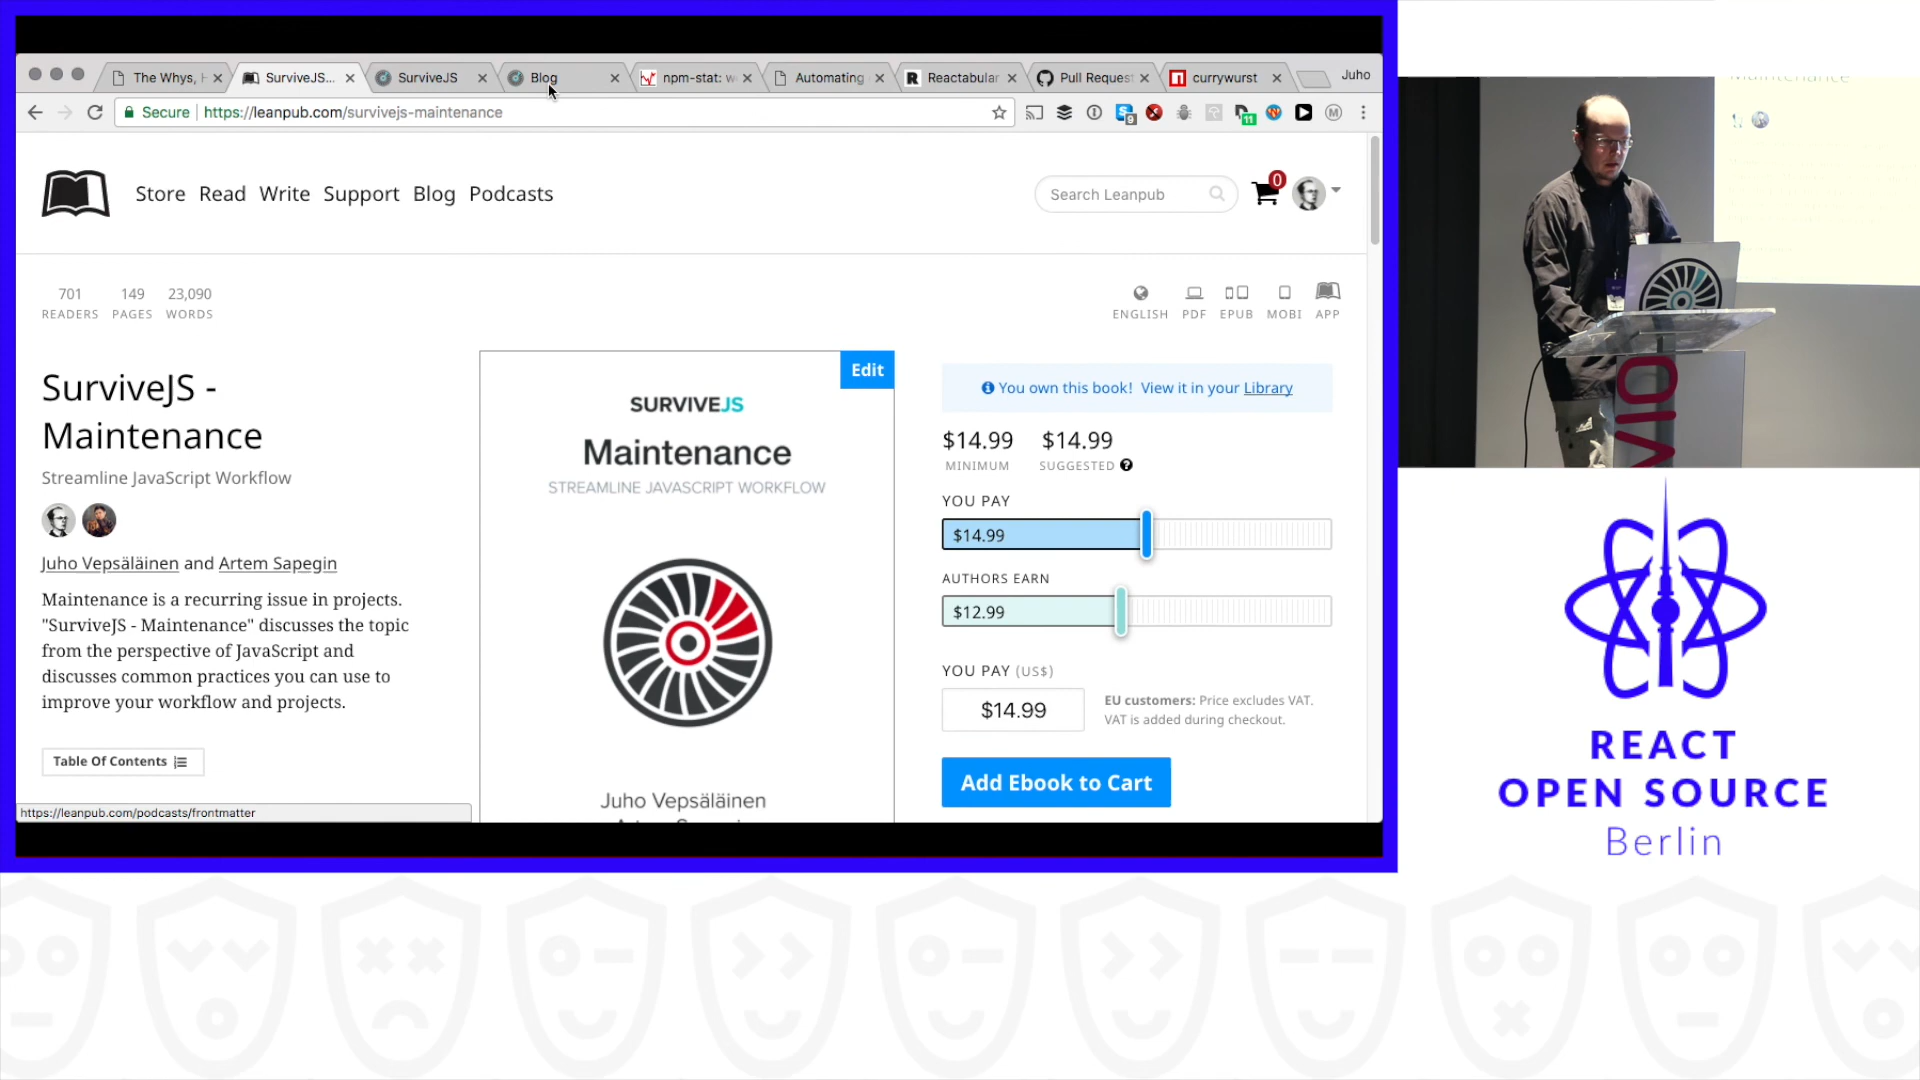 The Whys, H
SurviveJS...
SurviveJS
Blog
npm-stat: w
Automating
Reactabular
Pull Request
currywurst
Juho
Secure
https://leanpub.com/survivejs-maintenance
9
11
Store Read Write Support Blog Podcasts
Search Leanpub
0
701 149 23,090
READERS PAGES WORDS
ENGLISH PDF EPUB MOBI APP
SurviveJS -
Maintenance
Streamline JavaScript Workflow
Juho Vepsäläinen and Artem Sapegin
Maintenance is a recurring issue in projects.
"SurviveJS - Maintenance" discusses the topic
from the perspective of JavaScript and
discusses common practices you can use to
improve your workflow and projects.
Table Of Contents
https://leanpub.com/podcasts/frontmatter
Edit
SURVIVEJS
Maintenance
STREAMLINE JAVASCRIPT WORKFLOW
Juho Vepsäläinen
You own this book! View it in your Library
$14.99 $14.99
MINIMUM SUGGESTED
YOU PAY
$14.99
AUTHORS EARN
$12.99
YOU PAY (US$)
$14.99
EU customers: Price excludes VAT.
VAT is added during checkout.
Add Ebook to Cart
REACT
OPEN SOURCE
Berlin